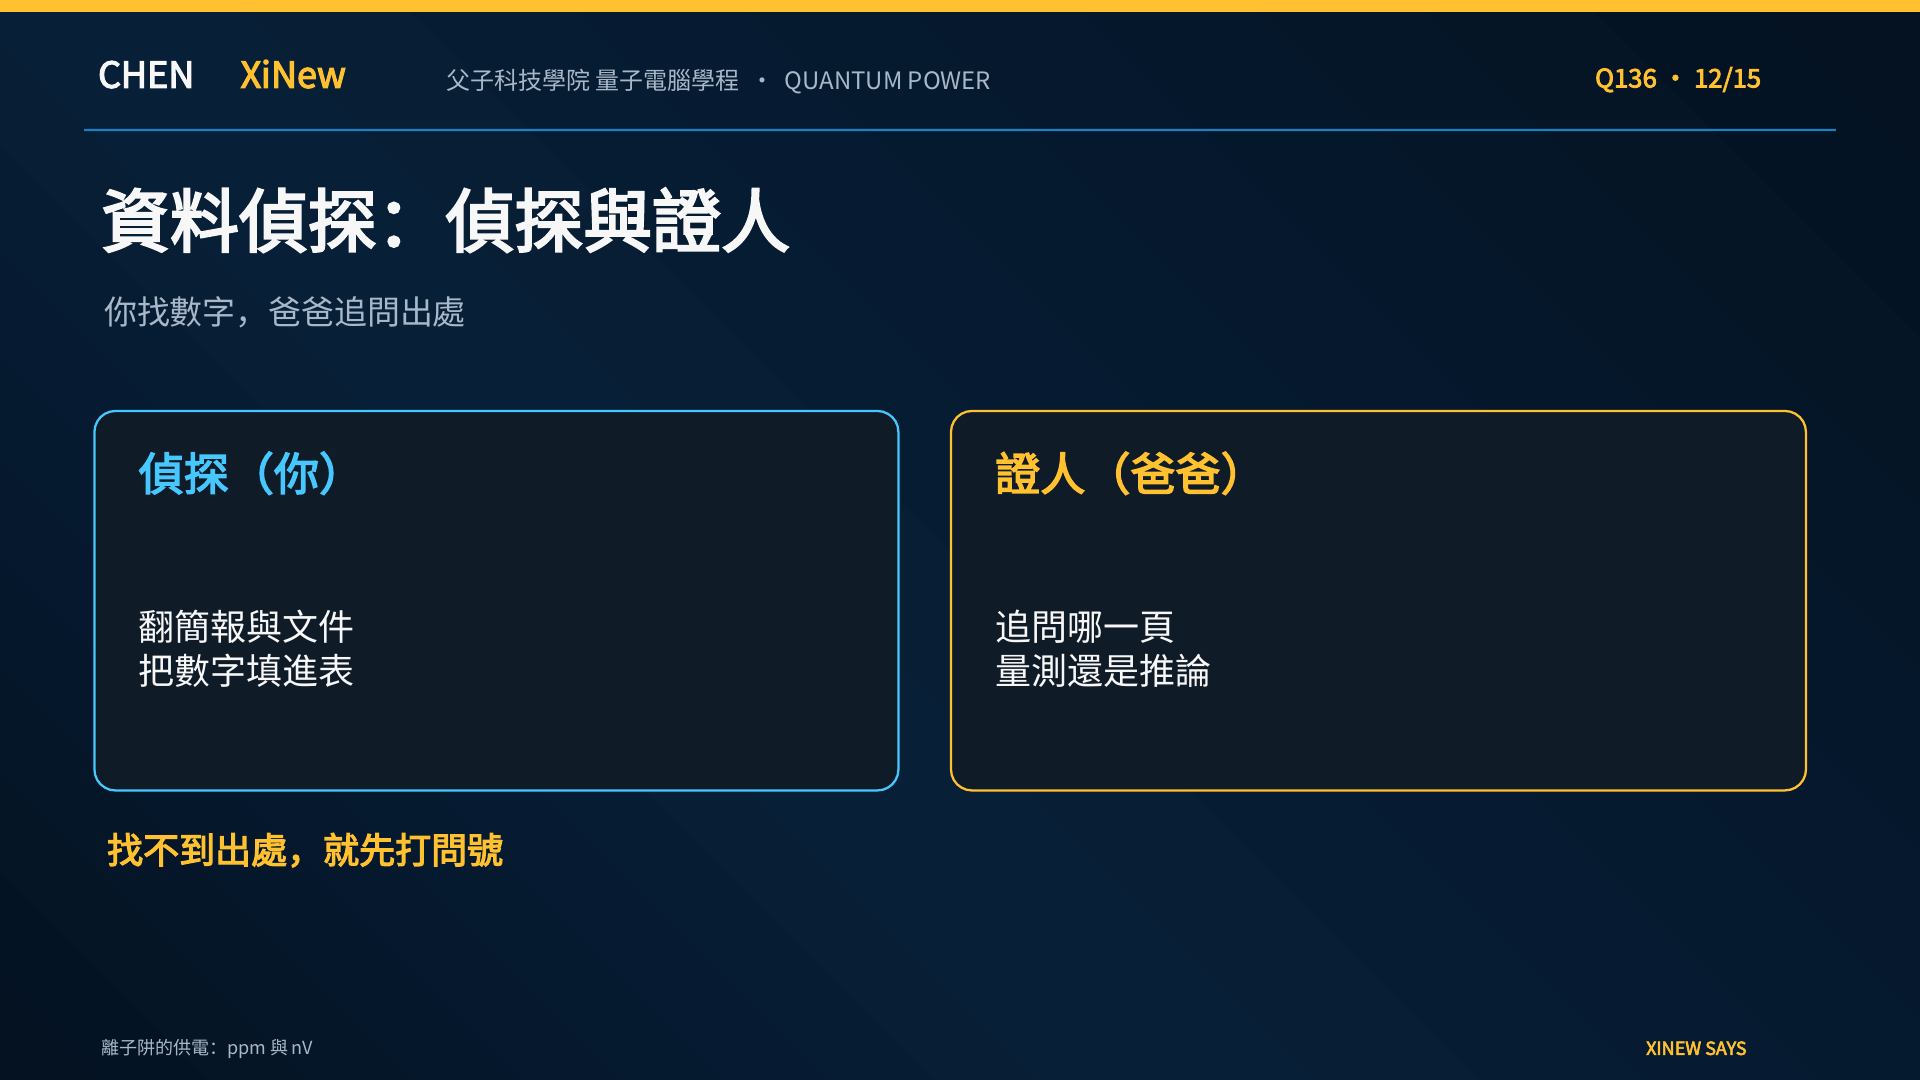 CHEN XiNew 父子科技學院 量子電腦學程 · QUANTUM POWER Q136 · 12/15
資料偵探：偵探與證人
你找數字，爸爸追問出處
偵探（你）
翻簡報與文件
把數字填進表
證人（爸爸）
追問哪一頁
量測還是推論
找不到出處，就先打問號
離子阱的供電：ppm 與 nV
XINEW SAYS